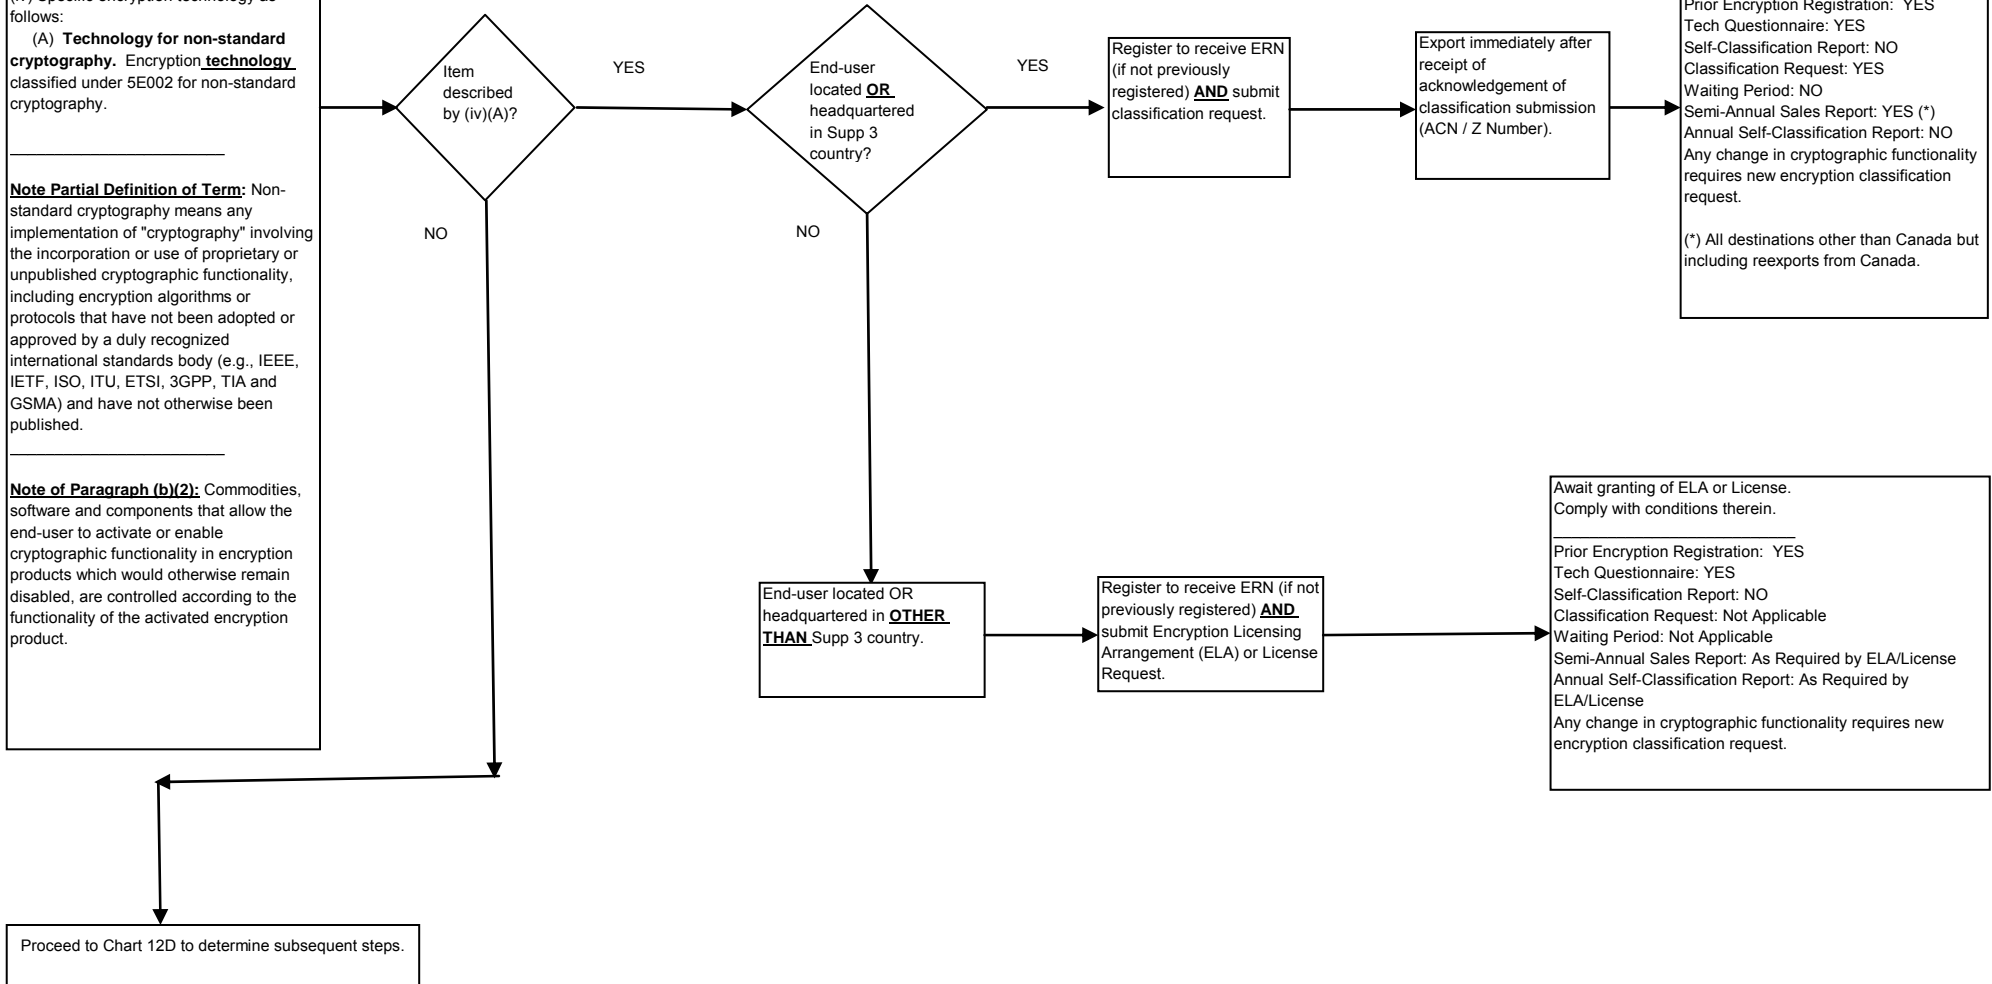 (iv) Specific encryption technology as
follows:
(A) Technology for non-standard
cryptography. Encryption technology
classified under 5E002 for non-standard
cryptography.
Note Partial Definition of Term: Non-
standard cryptography means any
implementation of "cryptography" involving
the incorporation or use of proprietary or
unpublished cryptographic functionality,
including encryption algorithms or
protocols that have not been adopted or
approved by a duly recognized
international standards body (e.g., IEEE,
IETF, ISO, ITU, ETSI, 3GPP, TIA and
GSMA) and have not otherwise been
published.
Note of Paragraph (b)(2): Commodities,
software and components that allow the
end-user to activate or enable
cryptographic functionality in encryption
products which would otherwise remain
disabled, are controlled according to the
functionality of the activated encryption
product.
Item
described
by (iv)(A)?
YES
NO
End-user
located OR
headquartered
in Supp 3
country?
YES
NO
Register to receive ERN
(if not previously
registered) AND submit
classification request.
Export immediately after
receipt of
acknowledgement of
classification submission
(ACN / Z Number).
Prior Encryption Registration: YES
Tech Questionnaire: YES
Self-Classification Report: NO
Classification Request: YES
Waiting Period: NO
Semi-Annual Sales Report: YES (*)
Annual Self-Classification Report: NO
Any change in cryptographic functionality
requires new encryption classification
request.
(*) All destinations other than Canada but
including reexports from Canada.
End-user located OR
headquartered in OTHER
THAN Supp 3 country.
Register to receive ERN (if not
previously registered) AND
submit Encryption Licensing
Arrangement (ELA) or License
Request.
Await granting of ELA or License.
Comply with conditions therein.
Prior Encryption Registration: YES
Tech Questionnaire: YES
Self-Classification Report: NO
Classification Request: Not Applicable
Waiting Period: Not Applicable
Semi-Annual Sales Report: As Required by ELA/License
Annual Self-Classification Report: As Required by
ELA/License
Any change in cryptographic functionality requires new
encryption classification request.
Proceed to Chart 12D to determine subsequent steps.